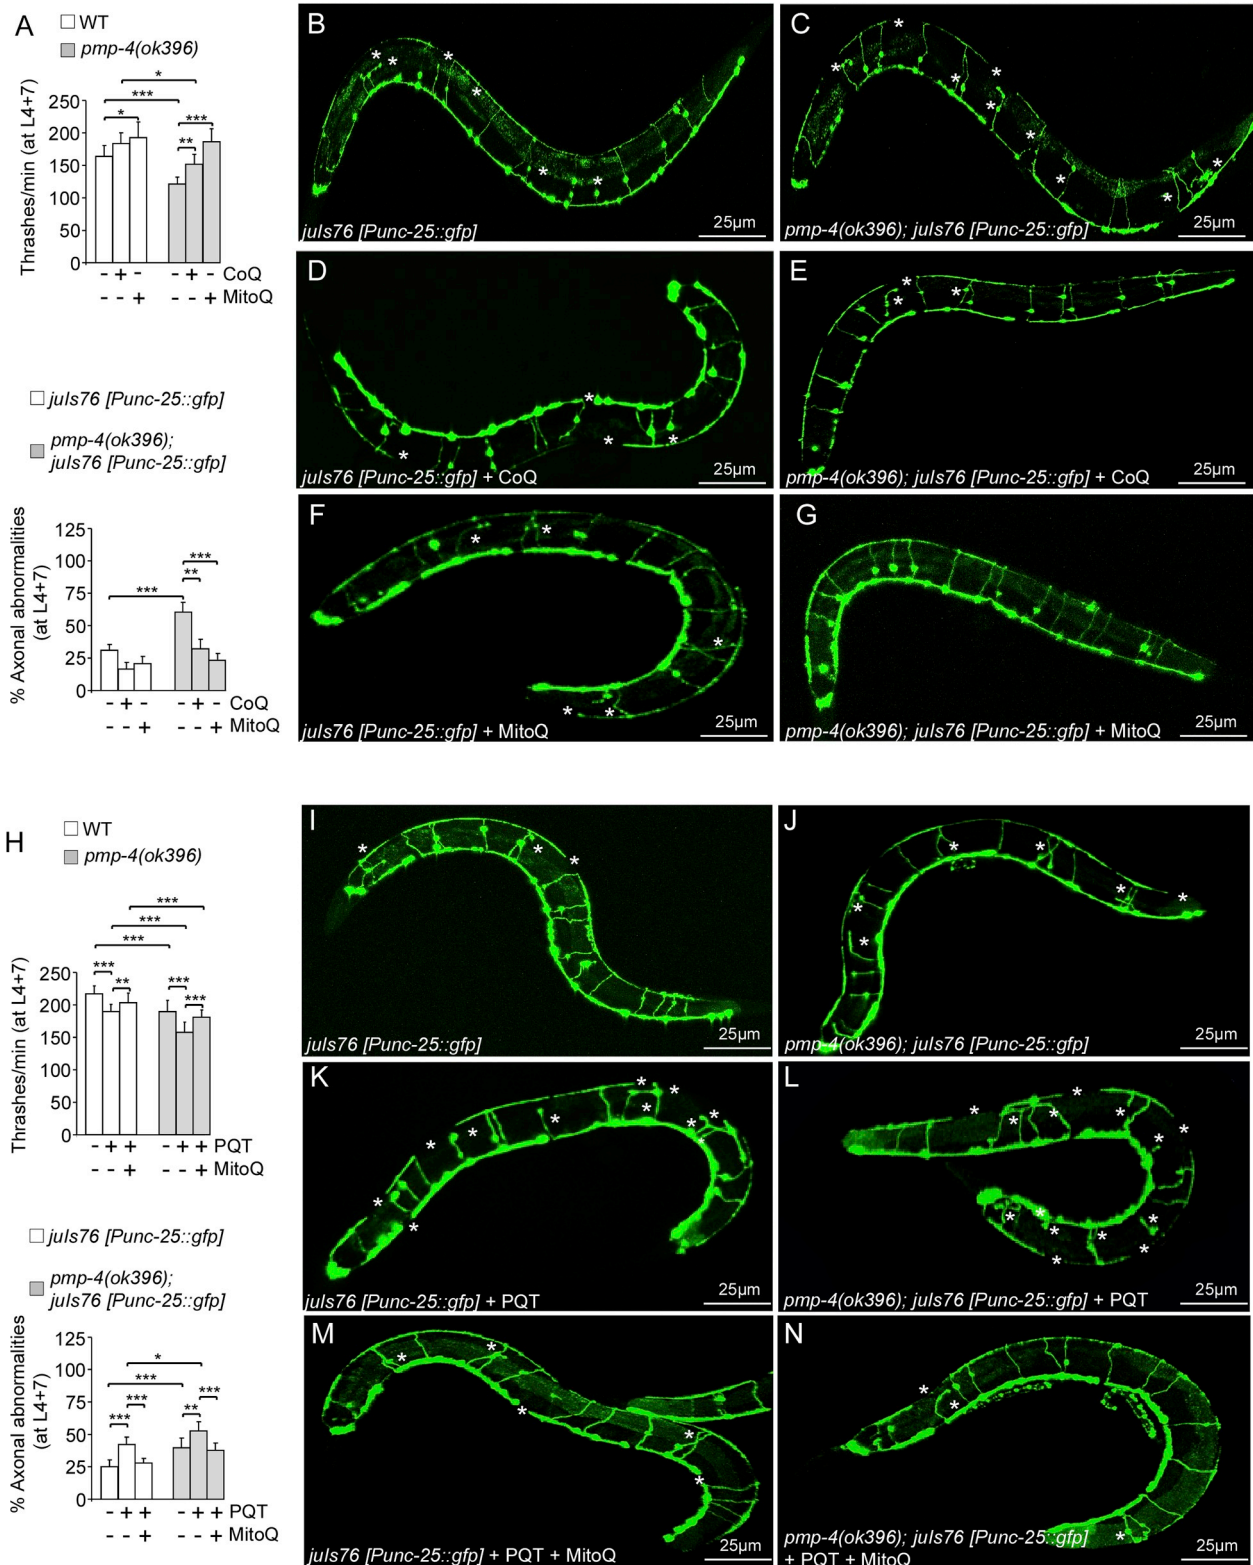 A
WT
pmp-4(ok396)
*
***
*
***
**
250
200
150
100
50
0
Thrashes/min (at L4+7)
- + - - + - CoQ
- - + - - + MitoQ
juIs76 [Punc-25::gfp]
pmp-4(ok396);
juIs76 [Punc-25::gfp]
125
100
75
50
25
0
% Axonal abnormalities
(at L4+7)
***
***
**
- + - - + - CoQ
- - + - - + MitoQ
B
* * * * * *
juIs76 [Punc-25::gfp]
25µm
C
* * * * * * * * *
pmp-4(ok396); juIs76 [Punc-25::gfp]
25µm
D
* * * *
juIs76 [Punc-25::gfp] + CoQ
25µm
E
* * *
pmp-4(ok396); juIs76 [Punc-25::gfp] + CoQ
25µm
F
* * * * *
juIs76 [Punc-25::gfp] + MitoQ
25µm
G
pmp-4(ok396); juIs76 [Punc-25::gfp] + MitoQ
25µm
H
WT
pmp-4(ok396)
***
***
***
*** ***
** ***
250
200
150
100
50
0
Thrashes/min (at L4+7)
- + + - + + PQT
- - + - - + MitoQ
juIs76 [Punc-25::gfp]
pmp-4(ok396);
juIs76 [Punc-25::gfp]
125
100
75
50
25
0
% Axonal abnormalities
(at L4+7)
*
***
*** ***
*** **
- + + - + + PQT
- - + - - + MitoQ
I
* * *
juIs76 [Punc-25::gfp]
25µm
J
* * * * * *
pmp-4(ok396); juIs76 [Punc-25::gfp]
25µm
K
* * * * * * * * * * *
juIs76 [Punc-25::gfp] + PQT
25µm
L
* * * * * * * * * * * * * *
pmp-4(ok396); juIs76 [Punc-25::gfp] + PQT
25µm
M
* * * * *
juIs76 [Punc-25::gfp] + PQT + MitoQ
25µm
N
* * *
pmp-4(ok396); juIs76 [Punc-25::gfp]
+ PQT + MitoQ
25µm